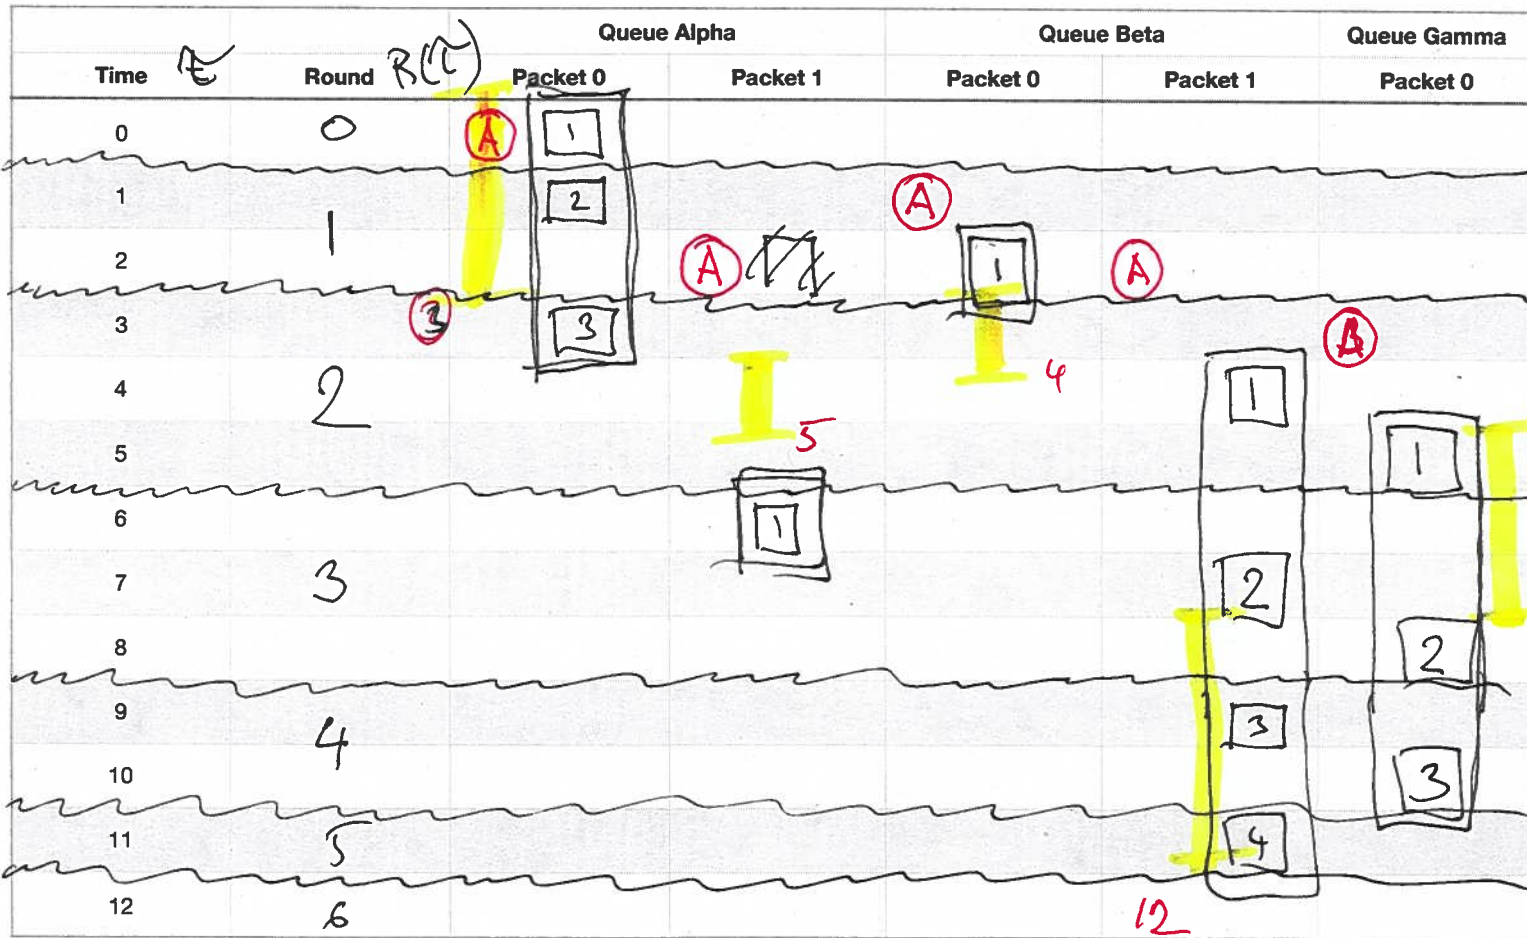 Queue Alpha Queue Beta Queue Gamma
Time t Round R(t) Packet 0 Packet 1 Packet 0 Packet 1 Packet 0
0 0 A 1
1 2 A
1
2 A 1 A
3 3 3
4 2 4 1
5 5 1
6 1
7 3 2
8 2
9 3
4
10 3
11 5 4
12 6 12